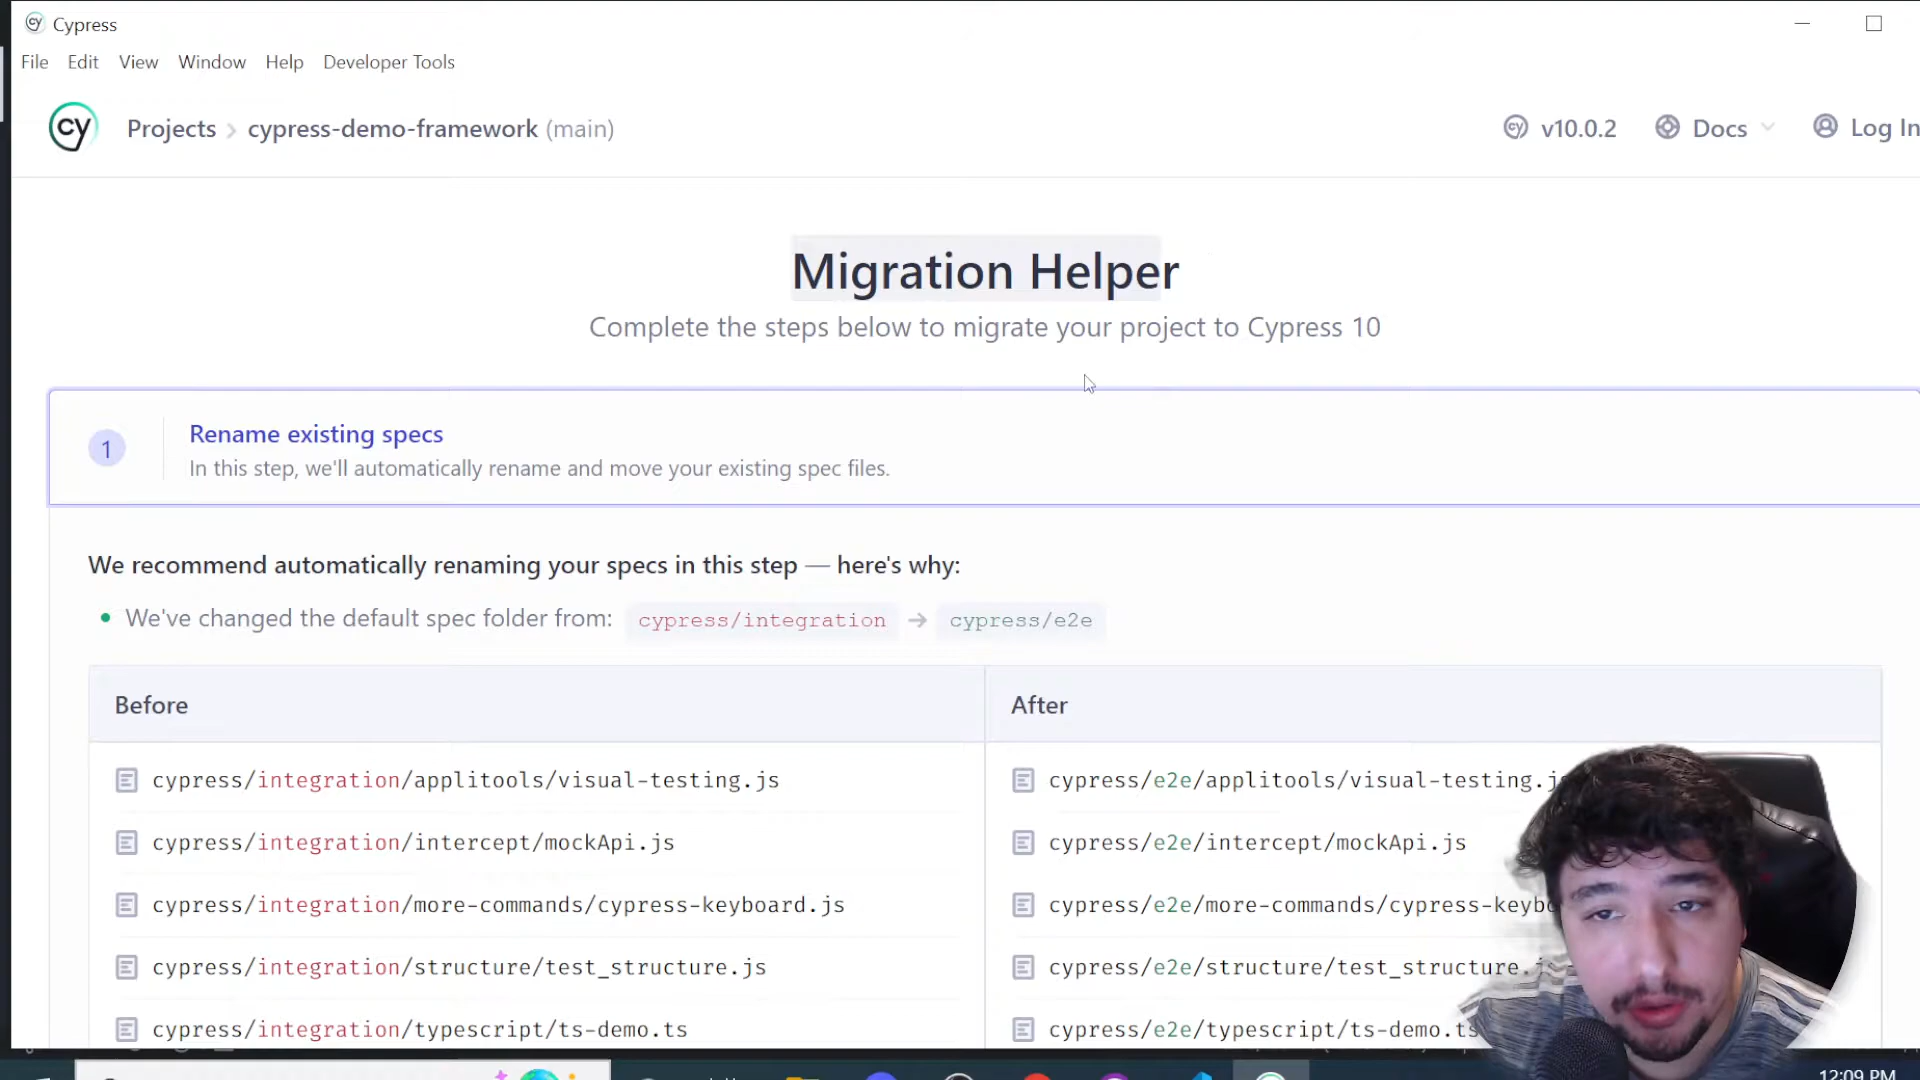 Cypress
File Edit View Window Help Developer Tools
cy Projects cypress-demo-framework (main) v10.0.2 Docs Log In
Migration Helper
Complete the steps below to migrate your project to Cypress 10
1 Rename existing specs
In this step, we'll automatically rename and move your existing spec files.
We recommend automatically renaming your specs in this step — here's why:
• We've changed the default spec folder from: cypress/integration → cypress/e2e
Before After
cypress/integration/applitools/visual-testing.js cypress/e2e/applitools/visual-testing.js
cypress/integration/intercept/mockApi.js cypress/e2e/intercept/mockApi.js
cypress/integration/more-commands/cypress-keyboard.js cypress/e2e/more-commands/cypress-keybo
cypress/integration/structure/test_structure.js cypress/e2e/structure/test_structure.j
cypress/integration/typescript/ts-demo.ts cypress/e2e/typescript/ts-demo.ts
12:09 PM